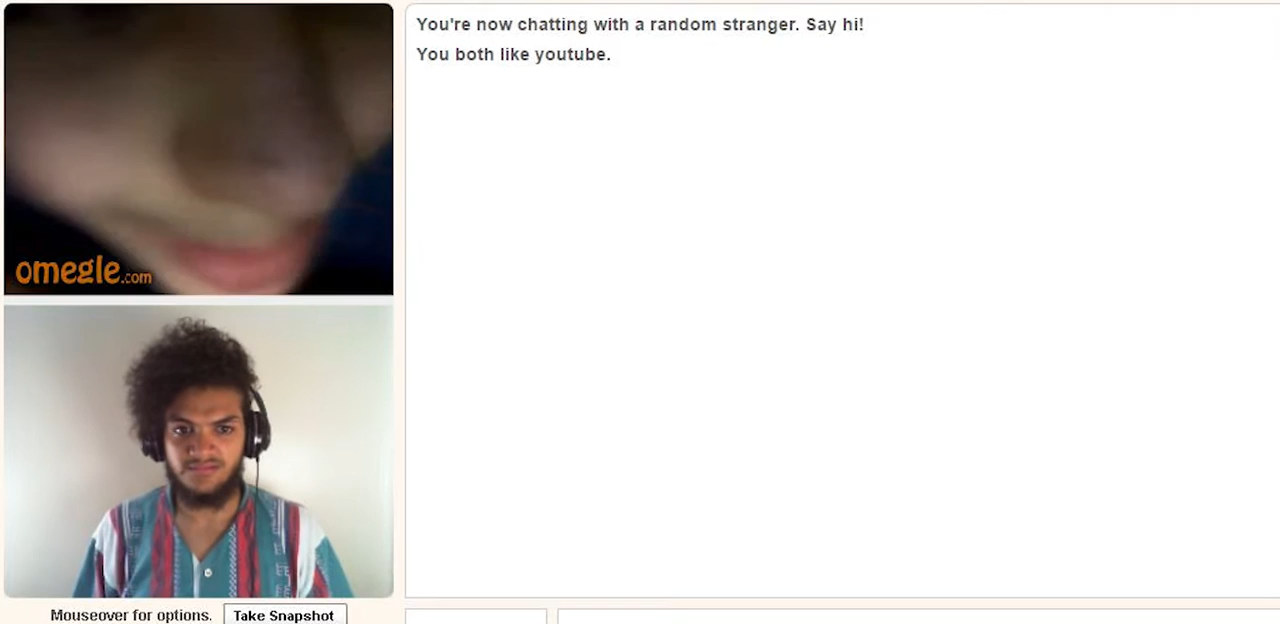 You're now chatting with a random stranger. Say hi!
You both like youtube.
omegle.com
Mouseover for options.
Take Snapshot